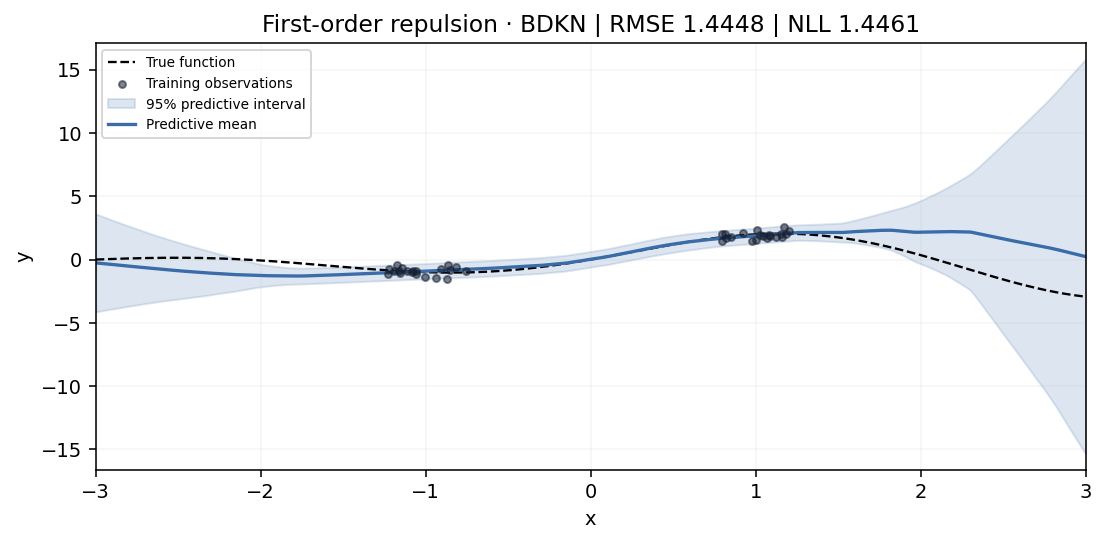 First-order repulsion · BDKN | RMSE 1.4448 | NLL 1.4461
True function
Training observations
95% predictive interval
Predictive mean
y
15
10
5
0
−5
−10
−15
−3
−2
−1
0
1
2
3
x